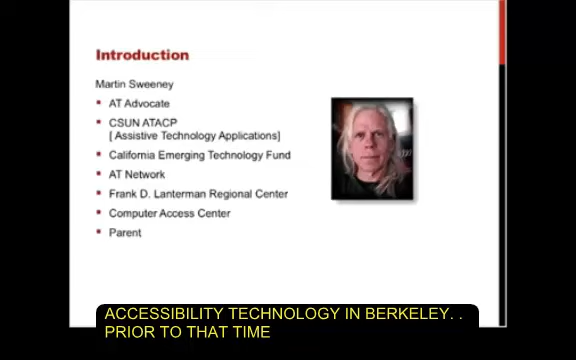 Introduction
Martin Sweeney
▪ AT Advocate
▪ CSUN ATACP
[ Assistive Technology Applications]
▪ California Emerging Technology Fund
▪ AT Network
▪ Frank D. Lanterman Regional Center
▪ Computer Access Center
▪ Parent
ACCESSIBILITY TECHNOLOGY IN BERKELEY. .
PRIOR TO THAT TIME